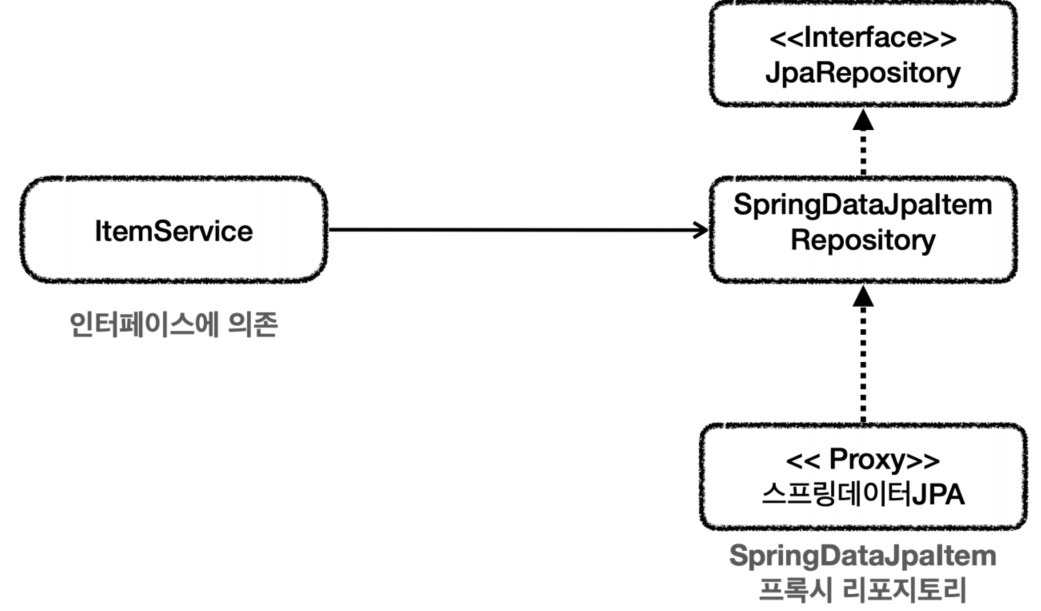 <<Interface>>
JpaRepository
SpringDataJpaItem
Repository
ItemService
인터페이스에 의존
<< Proxy>>
스프링데이터JPA
SpringDataJpaItem
프록시 리포지토리